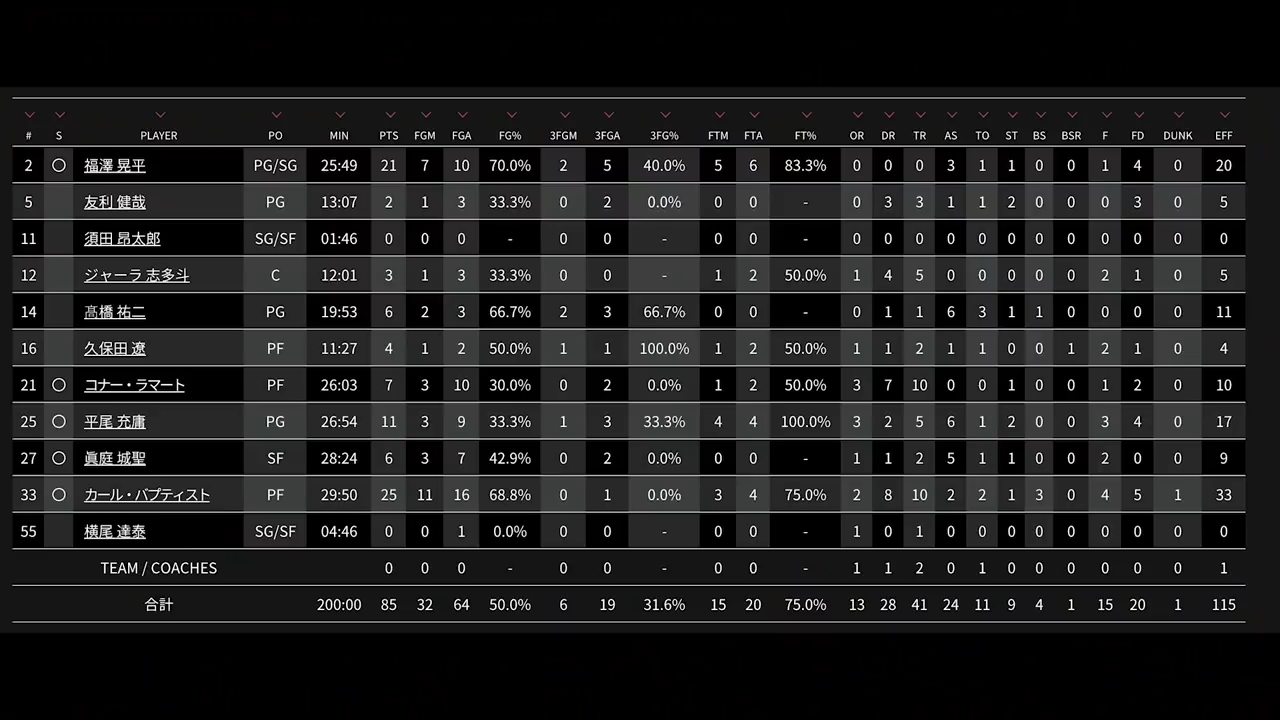 # S PLAYER PO MIN PTS FGM FGA FG% 3FGM 3FGA 3FG% FTM FTA FT% OR DR TR AS TO ST BS BSR F FD DUNK EFF
2 ○ 福澤 晃平 PG/SG 25:49 21 7 10 70.0% 2 5 40.0% 5 6 83.3% 0 0 0 3 1 1 0 0 1 4 0 20
5 友利 健哉 PG 13:07 2 1 3 33.3% 0 2 0.0% 0 0 - 0 3 3 1 1 2 0 0 0 3 0 5
11 須田 昂太郎 SG/SF 01:46 0 0 0 - 0 0 - 0 0 - 0 0 0 0 0 0 0 0 0 0 0 0
12 ジャーラ 志多斗 C 12:01 3 1 3 33.3% 0 0 - 1 2 50.0% 1 4 5 0 0 0 0 0 2 1 0 5
14 髙橋 祐二 PG 19:53 6 2 3 66.7% 2 3 66.7% 0 0 - 0 1 1 6 3 1 1 0 0 0 0 11
16 久保田 遼 PF 11:27 4 1 2 50.0% 1 1 100.0% 1 2 50.0% 1 1 2 1 1 0 0 1 2 1 0 4
21 ○ コナー・ラマート PF 26:03 7 3 10 30.0% 0 2 0.0% 1 2 50.0% 3 7 10 0 0 1 0 0 1 2 0 10
25 ○ 平尾 充庸 PG 26:54 11 3 9 33.3% 1 3 33.3% 4 4 100.0% 3 2 5 6 1 2 0 0 3 4 0 17
27 ○ 眞庭 城聖 SF 28:24 6 3 7 42.9% 0 2 0.0% 0 0 - 1 1 2 5 1 1 0 0 2 0 0 9
33 ○ カール・バプティスト PF 29:50 25 11 16 68.8% 0 1 0.0% 3 4 75.0% 2 8 10 2 2 1 3 0 4 5 1 33
55 横尾 達泰 SG/SF 04:46 0 0 1 0.0% 0 0 - 0 0 - 1 0 1 0 0 0 0 0 0 0 0 0
TEAM / COACHES 0 0 0 - 0 0 - 0 0 - 1 1 2 0 1 0 0 0 0 0 0 1
合計 200:00 85 32 64 50.0% 6 19 31.6% 15 20 75.0% 13 28 41 24 11 9 4 1 15 20 1 115